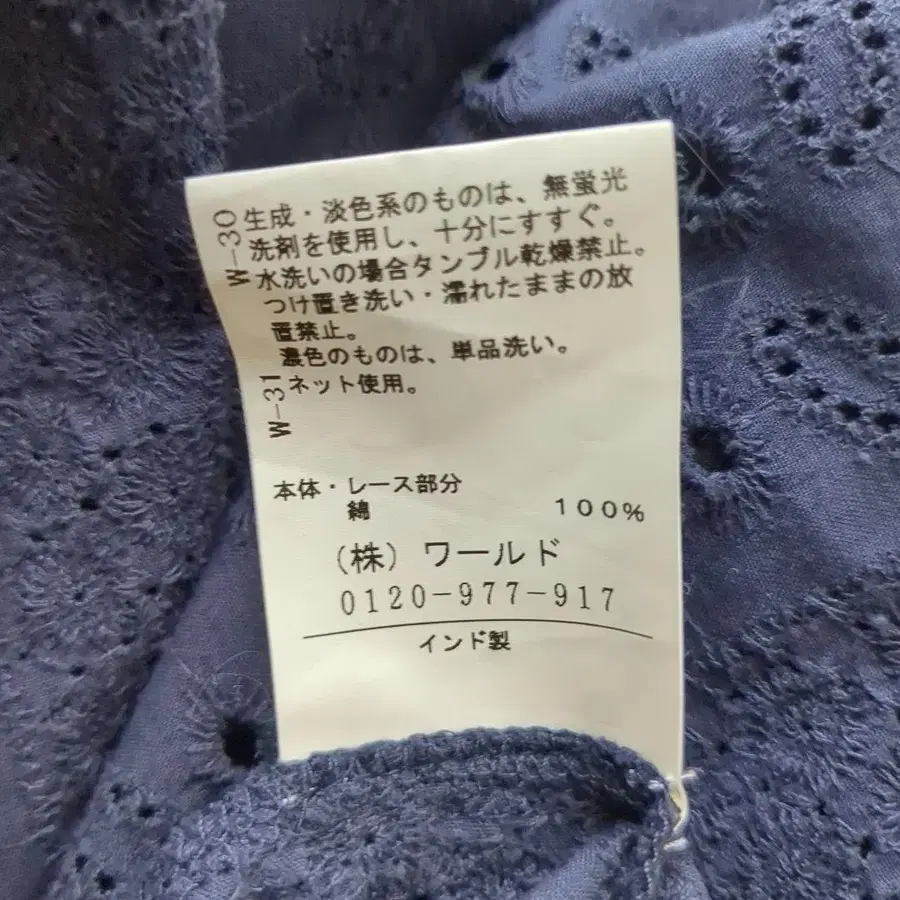 W-30
生成・淡色系のものは、無蛍光
洗剤を使用し、十分にすすぐ。
水洗いの場合タンブル乾燥禁止。
つけ置き洗い・濡れたままの放
置禁止。
濃色のものは、単品洗い。
W-31
ネット使用。
本体・レース部分
綿 100%
(株) ワールド
0120-977-917
インド製